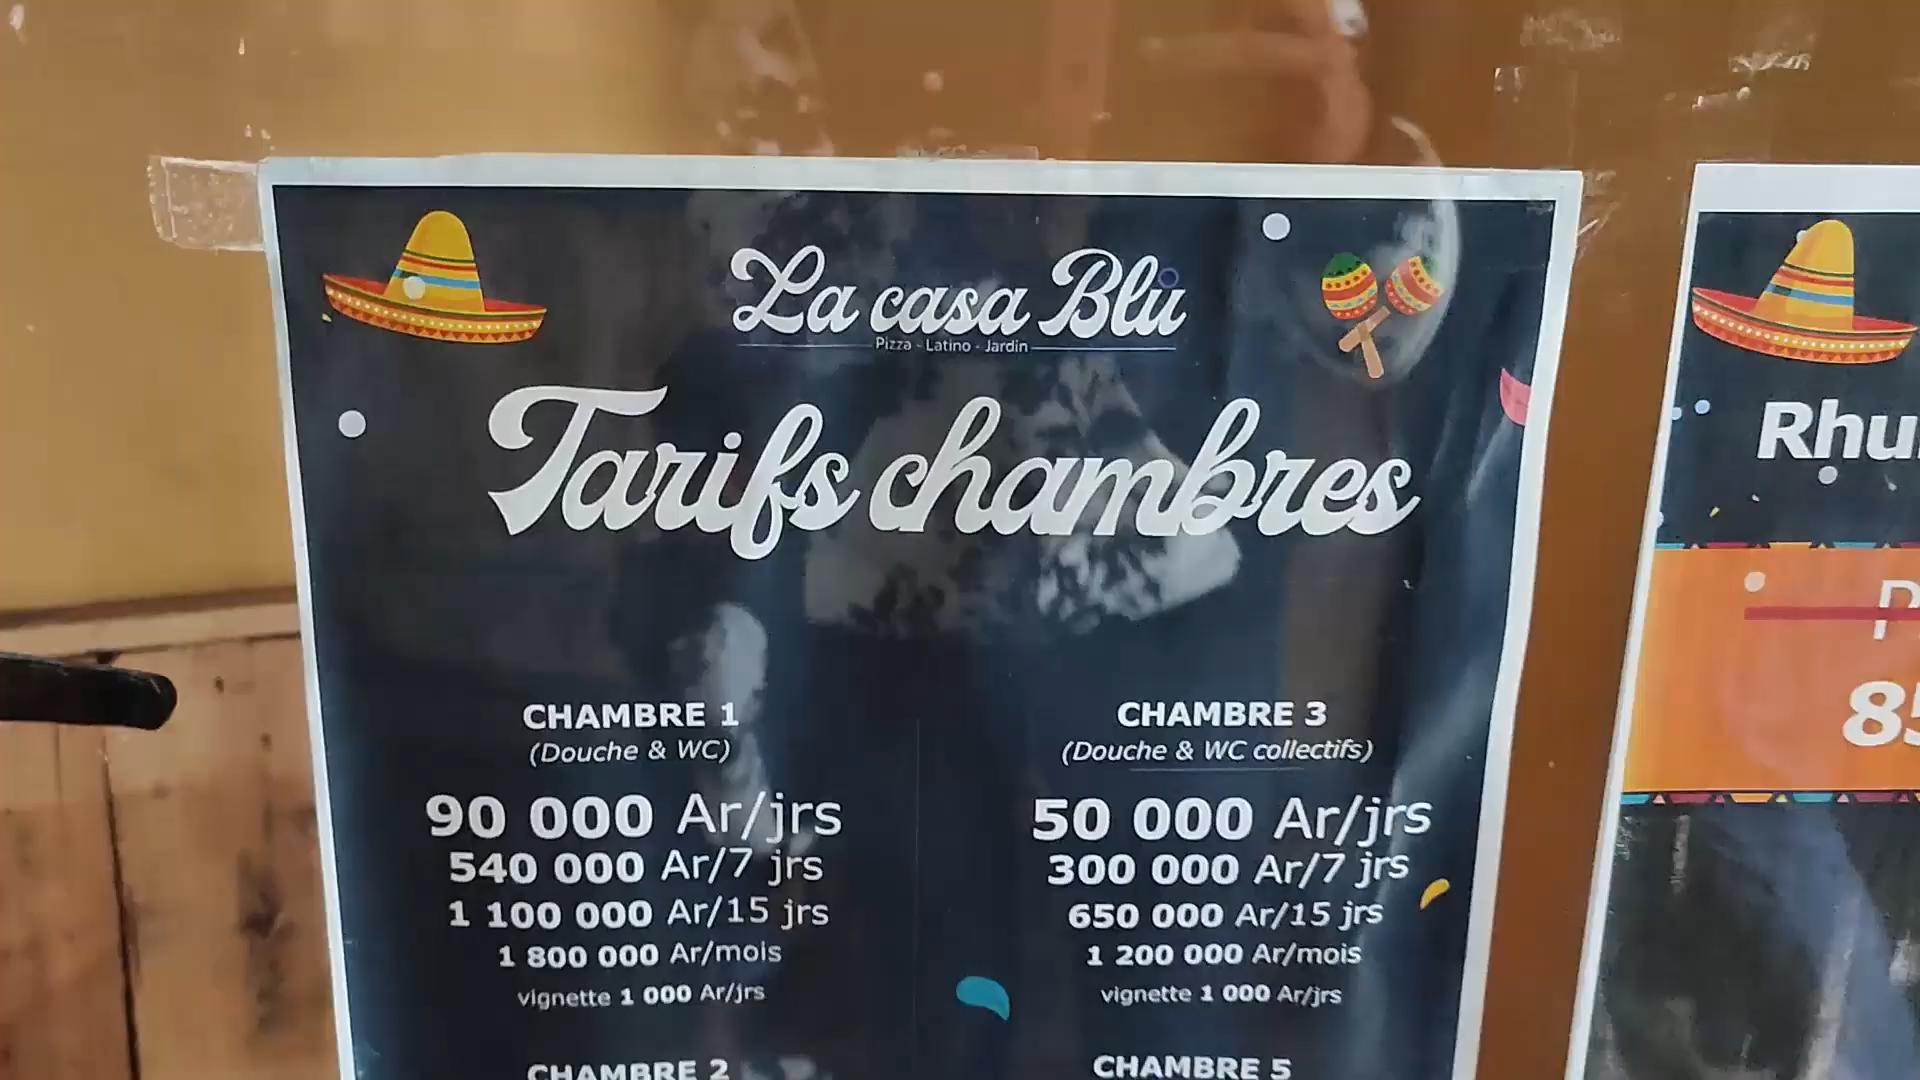 La casa Blu
Pizza - Latino - Jardin
Tarifs chambres
CHAMBRE 1
(Douche & WC)
90 000 Ar/jrs
540 000 Ar/7 jrs
1 100 000 Ar/15 jrs
1 800 000 Ar/mois
vignette 1 000 Ar/jrs
CHAMBRE 2
CHAMBRE 3
(Douche & WC collectifs)
50 000 Ar/jrs
300 000 Ar/7 jrs
650 000 Ar/15 jrs
1 200 000 Ar/mois
vignette 1 000 Ar/jrs
CHAMBRE 5